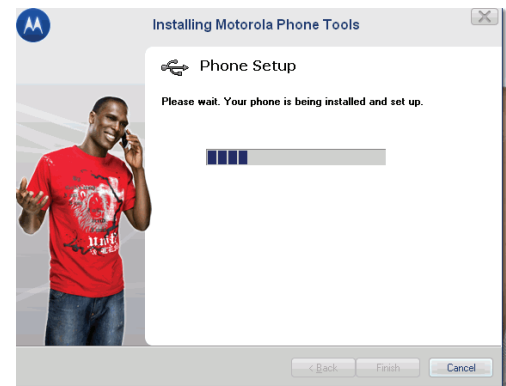 Installing Motorola Phone Tools
Phone Setup
Please wait. Your phone is being installed and set up.
Unit
< Back
Finish
Cancel